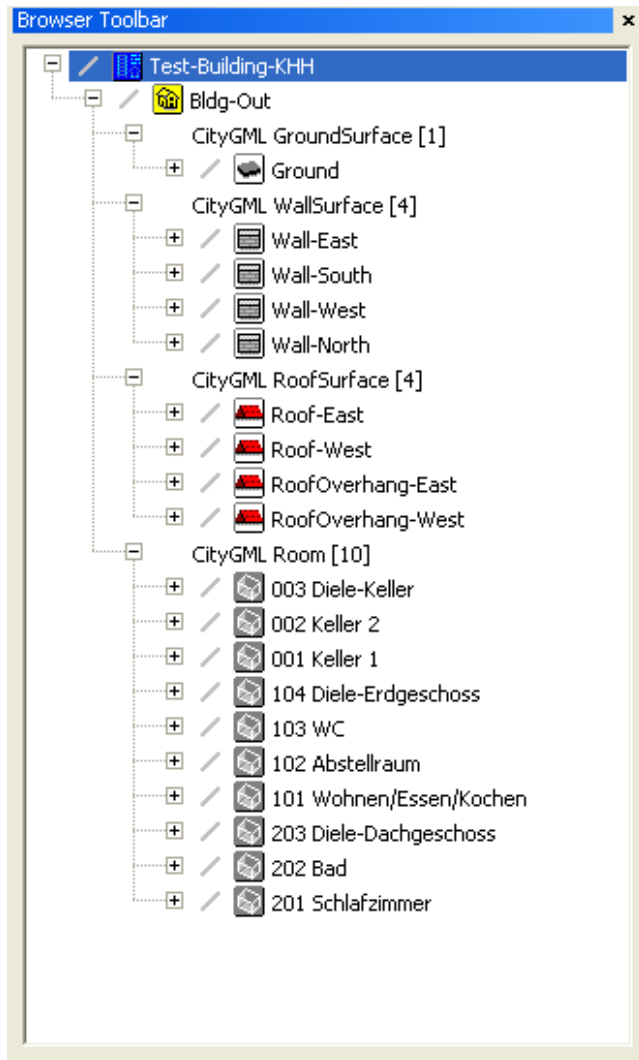 Browser Toolbar
Test-Building-KHH
Bldg-Out
CityGML GroundSurface [1]
Ground
CityGML WallSurface [4]
Wall-East
Wall-South
Wall-West
Wall-North
CityGML RoofSurface [4]
Roof-East
Roof-West
RoofOverhang-East
RoofOverhang-West
CityGML Room [10]
003 Diele-Keller
002 Keller 2
001 Keller 1
104 Diele-Erdgeschoss
103 WC
102 Abstellraum
101 Wohnen/Essen/Kochen
203 Diele-Dachgeschoss
202 Bad
201 Schlafzimmer